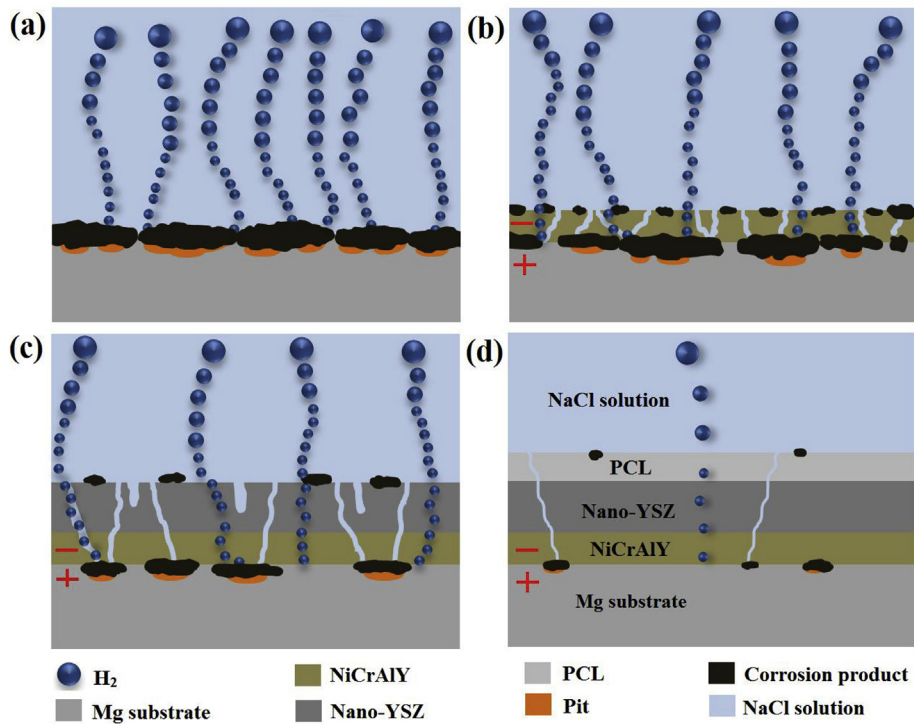 (a)
(b)
−
+
(c)
−
+
(d)
NaCl solution
PCL
Nano-YSZ
NiCrAlY
−
+
Mg substrate
H₂
NiCrAlY
PCL
Corrosion product
Mg substrate
Nano-YSZ
Pit
NaCl solution